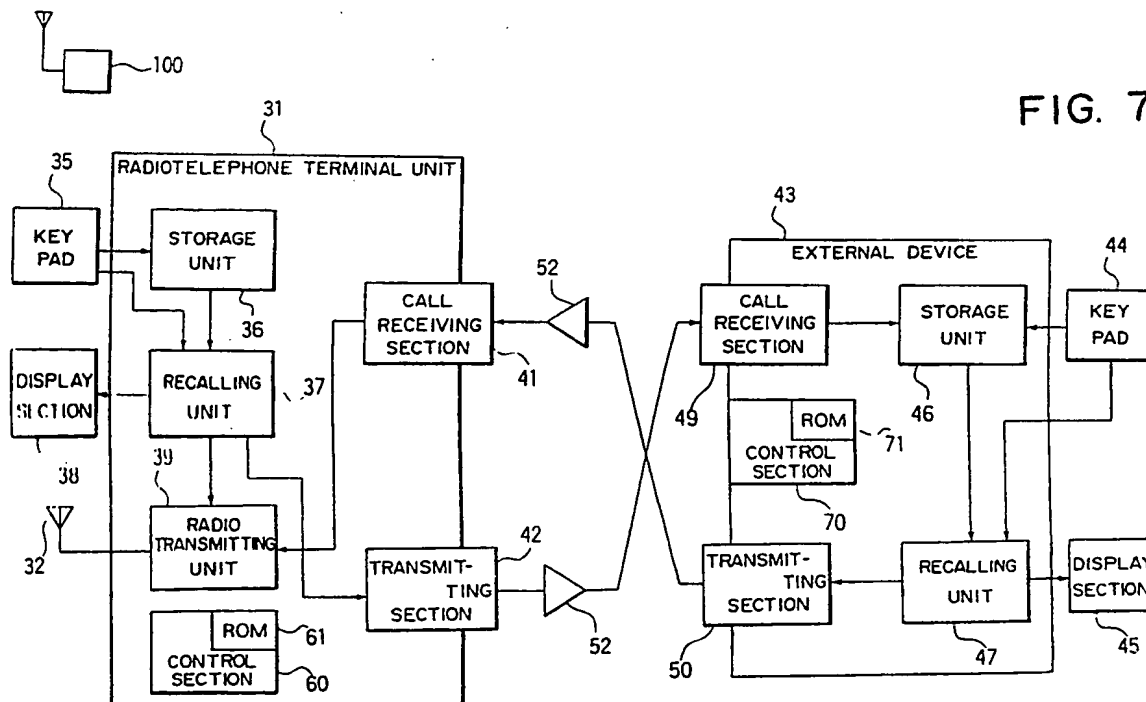 100
FIG. 7
31
RADIOTELEPHONE TERMINAL UNIT
35
KEY
PAD
STORAGE
UNIT
36
43
EXTERNAL DEVICE
44
52
CALL
RECEIVING
SECTION
41
CALL
RECEIVING
SECTION
49
STORAGE
UNIT
46
KEY
PAD
DISPLAY
SECTION
38
RECALLING
UNIT
37
ROM
71
CONTROL
SECTION
70
39
RADIO
TRANSMITTING
UNIT
32
42
TRANSMIT-
TING
SECTION
52
TRANSMIT-
TING
SECTION
50
RECALLING
UNIT
47
DISPLAY
SECTION
45
ROM
61
CONTROL
SECTION
60